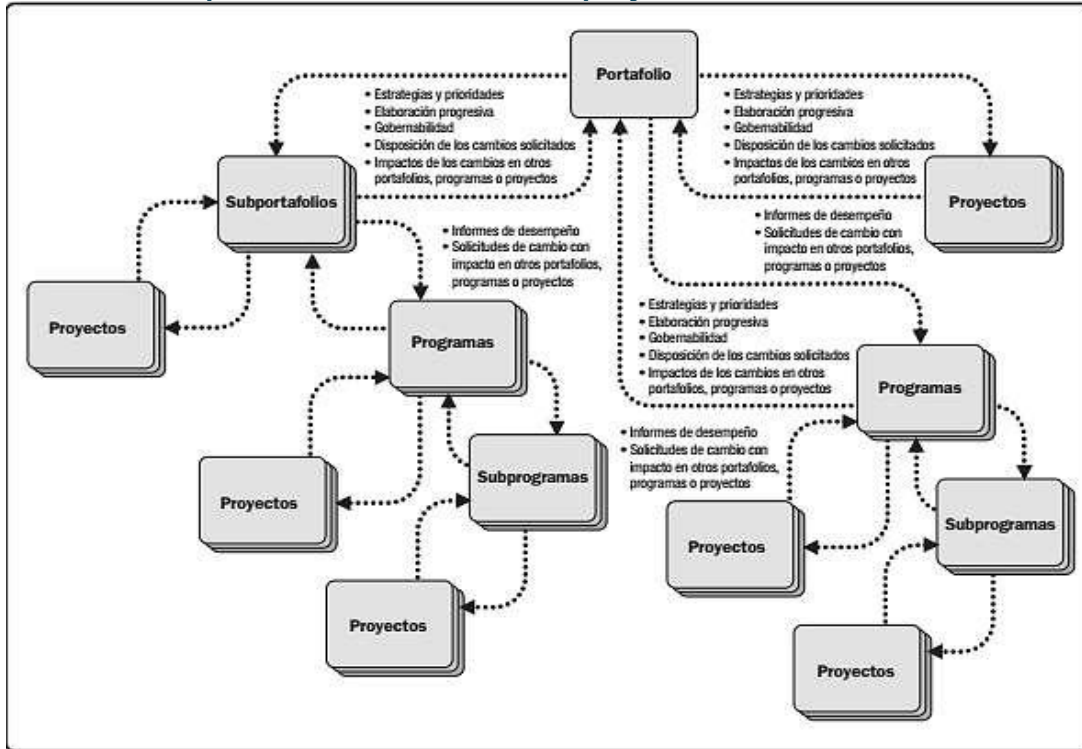 Portafolio
• Estrategias y prioridades
• Elaboración progresiva
• Gobernabilidad
• Disposición de los cambios solicitados
• Impactos de los cambios en otros
portafolios, programas o proyectos
• Estrategias y prioridades
• Elaboración progresiva
• Gobernabilidad
• Disposición de los cambios solicitados
• Impactos de los cambios en otros
portafolios, programas o proyectos
Subportafolios
Proyectos
• Informes de desempeño
• Solicitudes de cambio con
impacto en otros portafolios,
programas o proyectos
• Informes de desempeño
• Solicitudes de cambio con
impacto en otros portafolios,
programas o proyectos
Proyectos
Programas
• Estrategias y prioridades
• Elaboración progresiva
• Gobernabilidad
• Disposición de los cambios solicitados
• Impactos de los cambios en otros
portafolios, programas o proyectos
Programas
• Informes de desempeño
• Solicitudes de cambio con
impacto en otros portafolios,
programas o proyectos
Proyectos
Subprogramas
Proyectos
Subprogramas
Proyectos
Proyectos